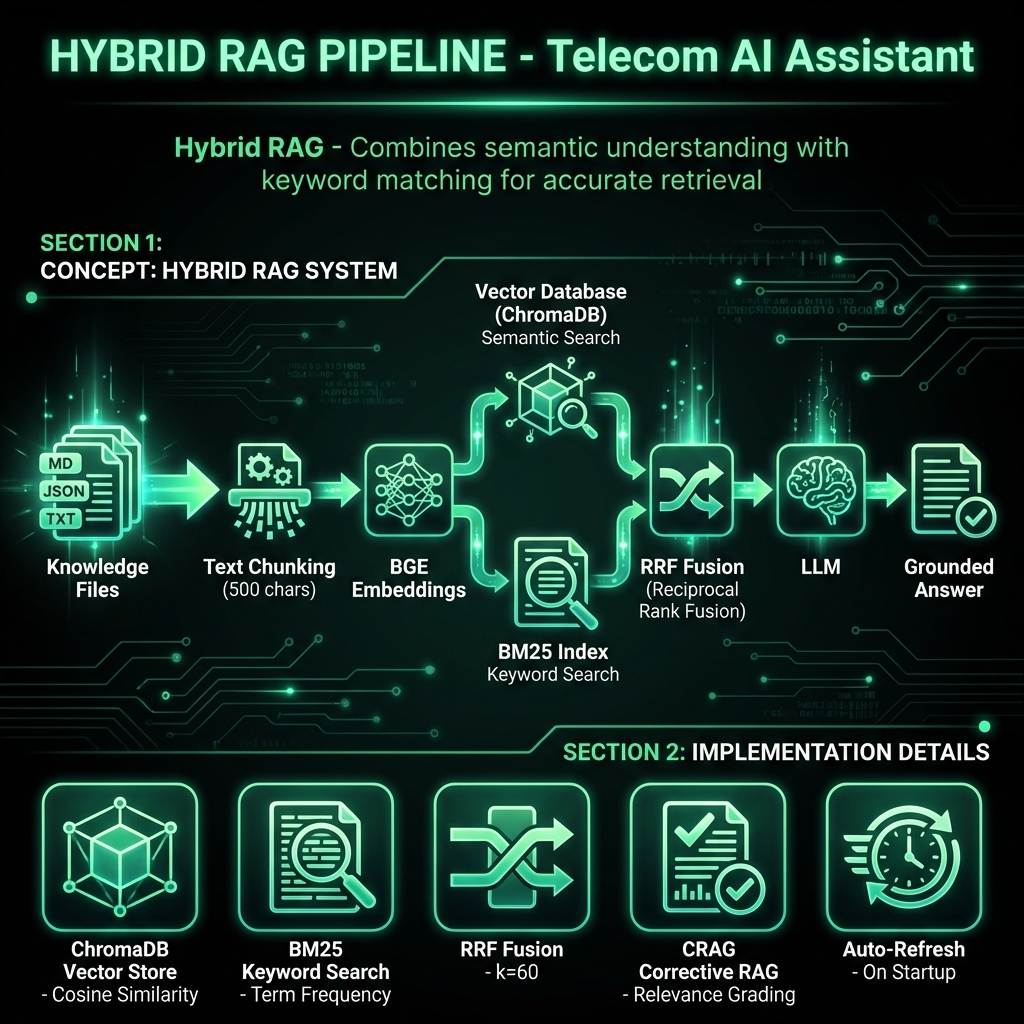 HYBRID RAG PIPELINE - Telecom AI Assistant
Hybrid RAG - Combines semantic understanding with
keyword matching for accurate retrieval
SECTION 1:
CONCEPT: HYBRID RAG SYSTEM
Vector Database
(ChromaDB)
Semantic Search
MD
JSON
TXT
Knowledge
Files
Text Chunking
(500 chars)
BGE
Embeddings
BM25 Index
Keyword Search
RRF Fusion
(Reciprocal
Rank Fusion)
LLM
Grounded
Answer
SECTION 2: IMPLEMENTATION DETAILS
ChromaDB
Vector Store
- Cosine Similarity
BM25
Keyword Search
- Term Frequency
RRF Fusion
- k=60
CRAG
Corrective RAG
- Relevance Grading
Auto-Refresh
- On Startup